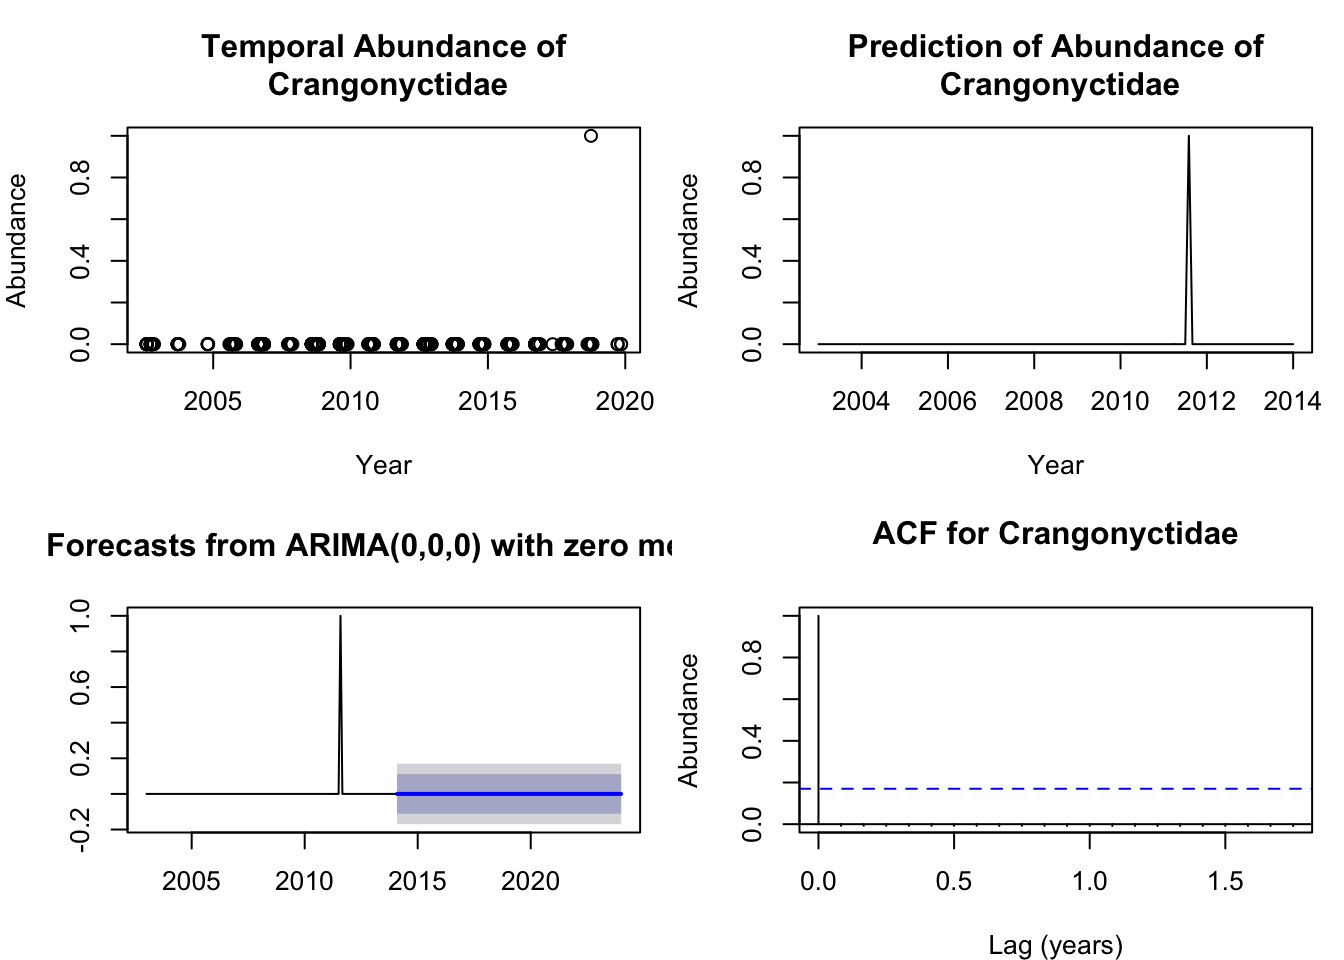 Temporal Abundance of
Crangonyctidae
Abundance
0.8
0.4
0.0
2005 2010 2015 2020
Year
Prediction of Abundance of
Crangonyctidae
Abundance
0.8
0.4
0.0
2004 2006 2008 2010 2012 2014
Year
Forecasts from ARIMA(0,0,0) with zero me
1.0
0.6
0.2
-0.2
2005 2010 2015 2020
ACF for Crangonyctidae
Abundance
0.8
0.4
0.0
0.0 0.5 1.0 1.5
Lag (years)